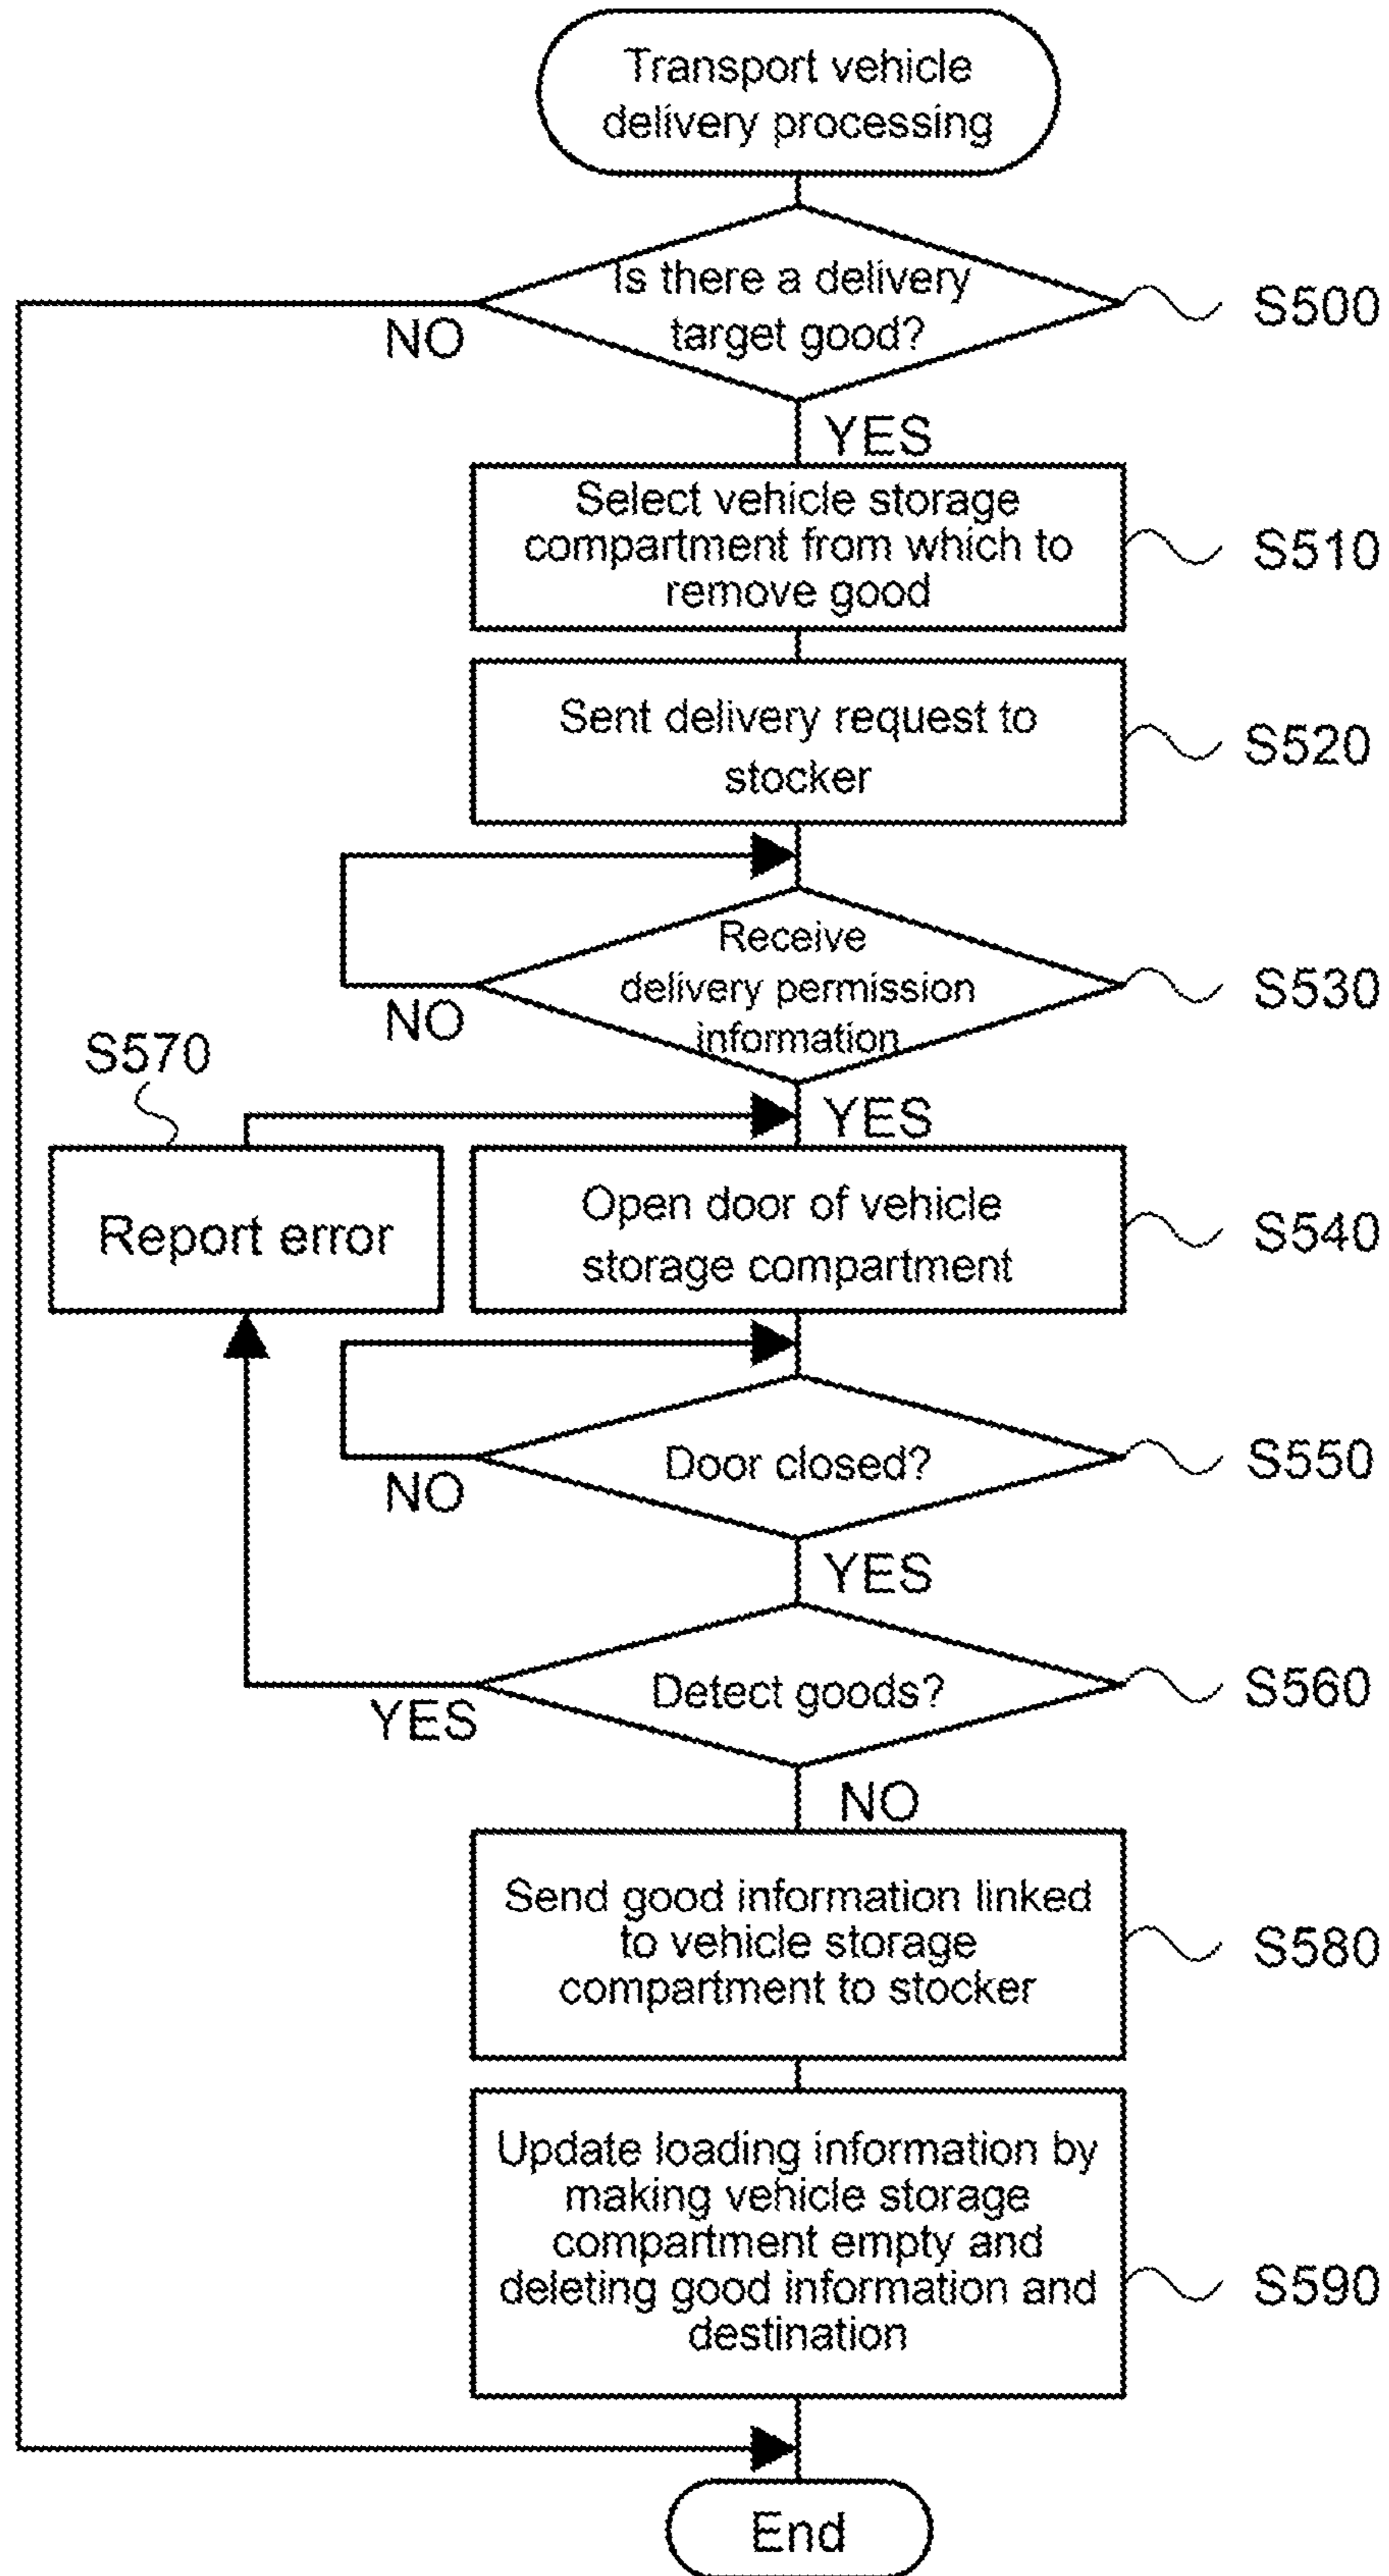 Transport vehicle
delivery processing
Is there a delivery
target good?
S500
NO
YES
Select vehicle storage
compartment from which to
remove good
S510
Sent delivery request to
stocker
S520
Receive
delivery permission
information
S530
NO
S570
YES
Report error
Open door of vehicle
storage compartment
S540
Door closed?
S550
NO
YES
Detect goods?
S560
YES
NO
Send good information linked
to vehicle storage
compartment to stocker
S580
Update loading information by
making vehicle storage
compartment empty and
deleting good information and
destination
S590
End